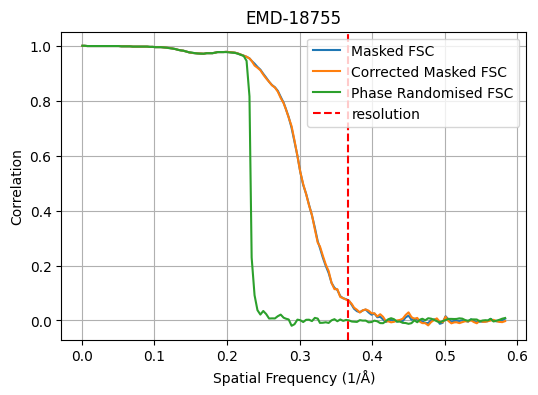 EMD-18755
Masked FSC
Corrected Masked FSC
Phase Randomised FSC
resolution
Correlation
1.0
0.8
0.6
0.4
0.2
0.0
0.0 0.1 0.2 0.3 0.4 0.5 0.6
Spatial Frequency (1/Å)